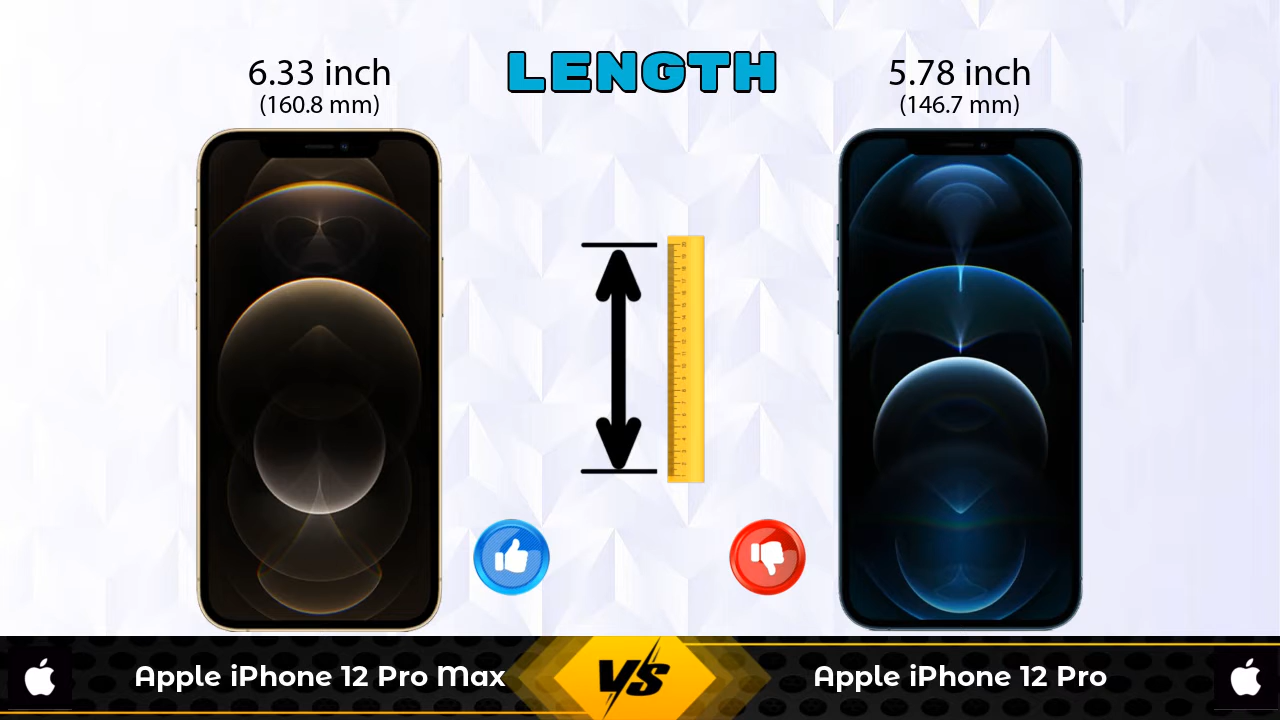 LENGTH
6.33 inch
(160.8 mm)
5.78 inch
(146.7 mm)
Apple iPhone 12 Pro Max
VS
Apple iPhone 12 Pro